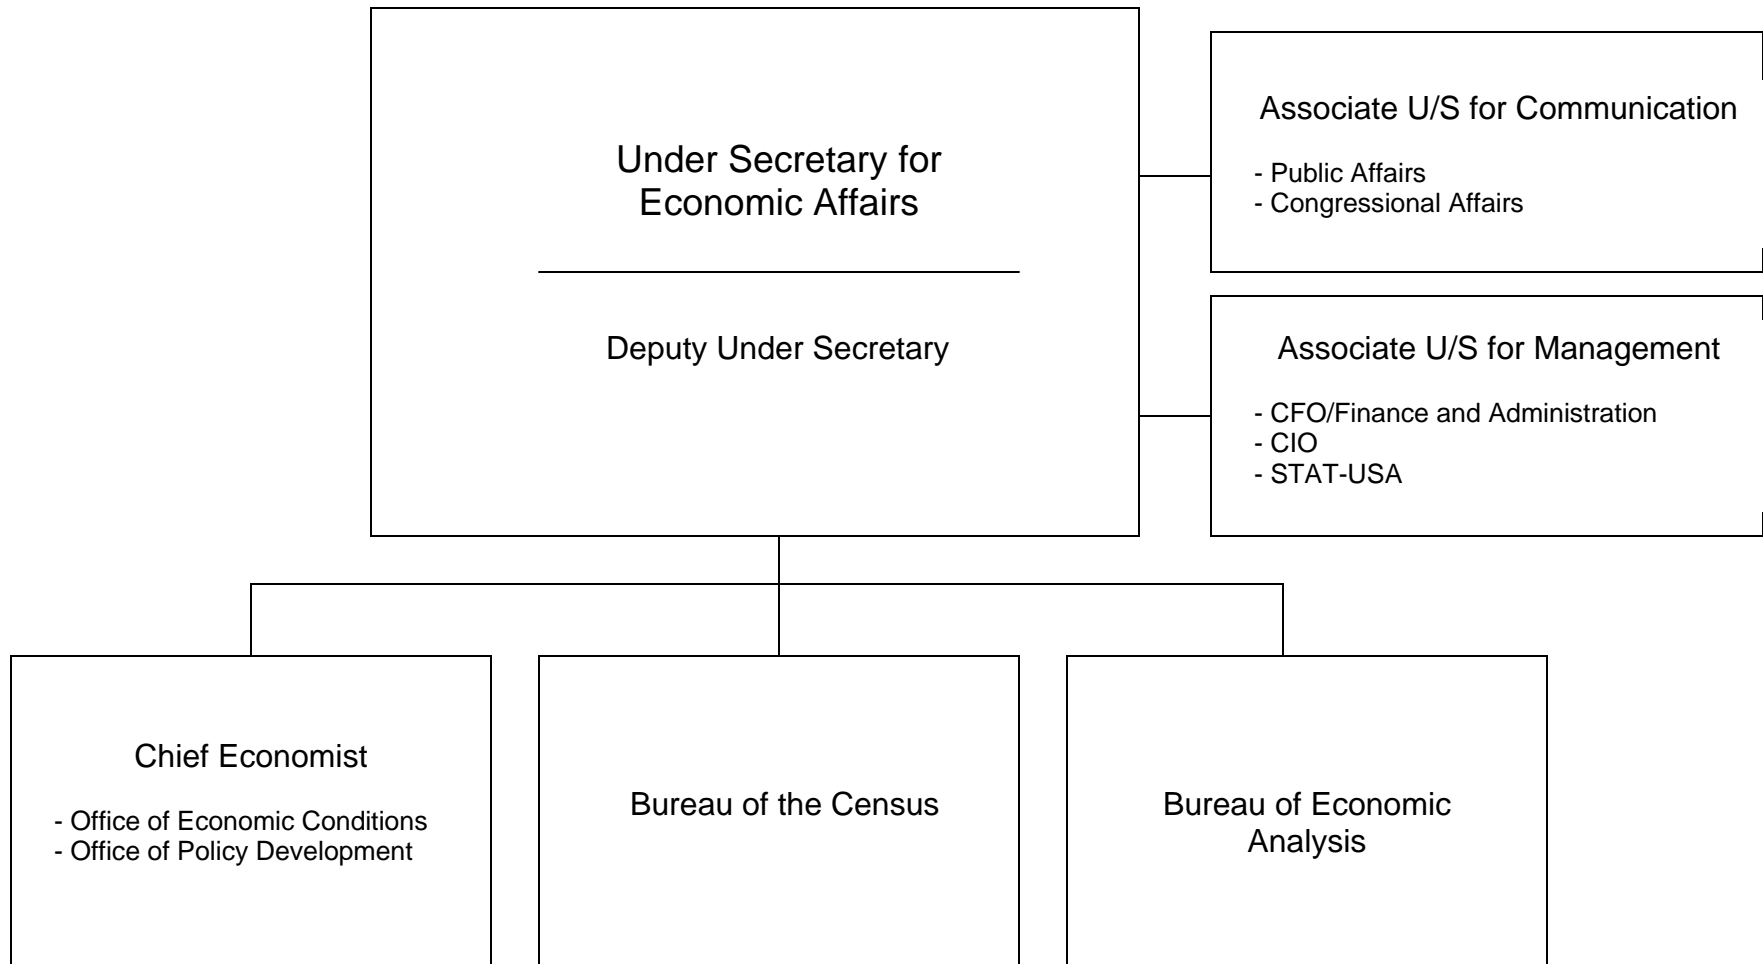 Under Secretary for
Economic Affairs
Deputy Under Secretary
Associate U/S for Communication
- Public Affairs
- Congressional Affairs
Associate U/S for Management
- CFO/Finance and Administration
- CIO
- STAT-USA
Chief Economist
- Office of Economic Conditions
- Office of Policy Development
Bureau of the Census
Bureau of Economic
Analysis